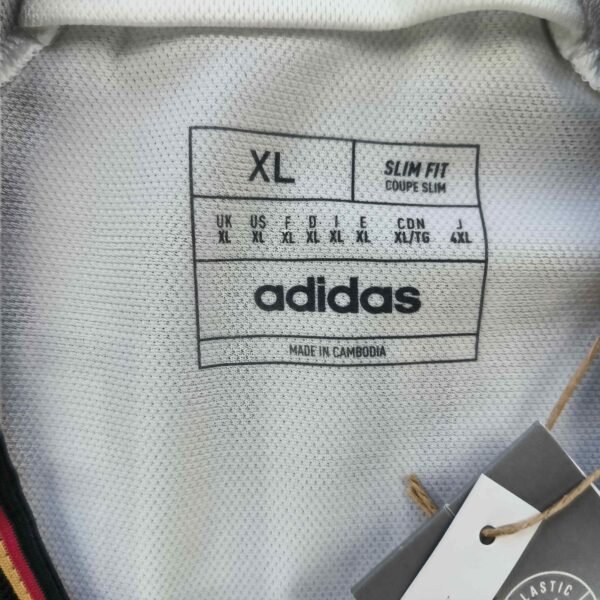 XL
SLIM FIT
COUPE SLIM
UK US F D I E CDN J
XL XL XL XL XL XL XL/TG 4XL
adidas
MADE IN CAMBODIA